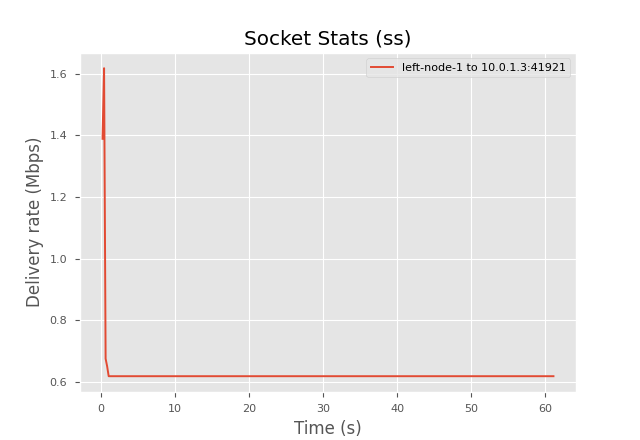 Socket Stats (ss)
left-node-1 to 10.0.1.3:41921
Delivery rate (Mbps)
1.6
1.4
1.2
1.0
0.8
0.6
0 10 20 30 40 50 60
Time (s)